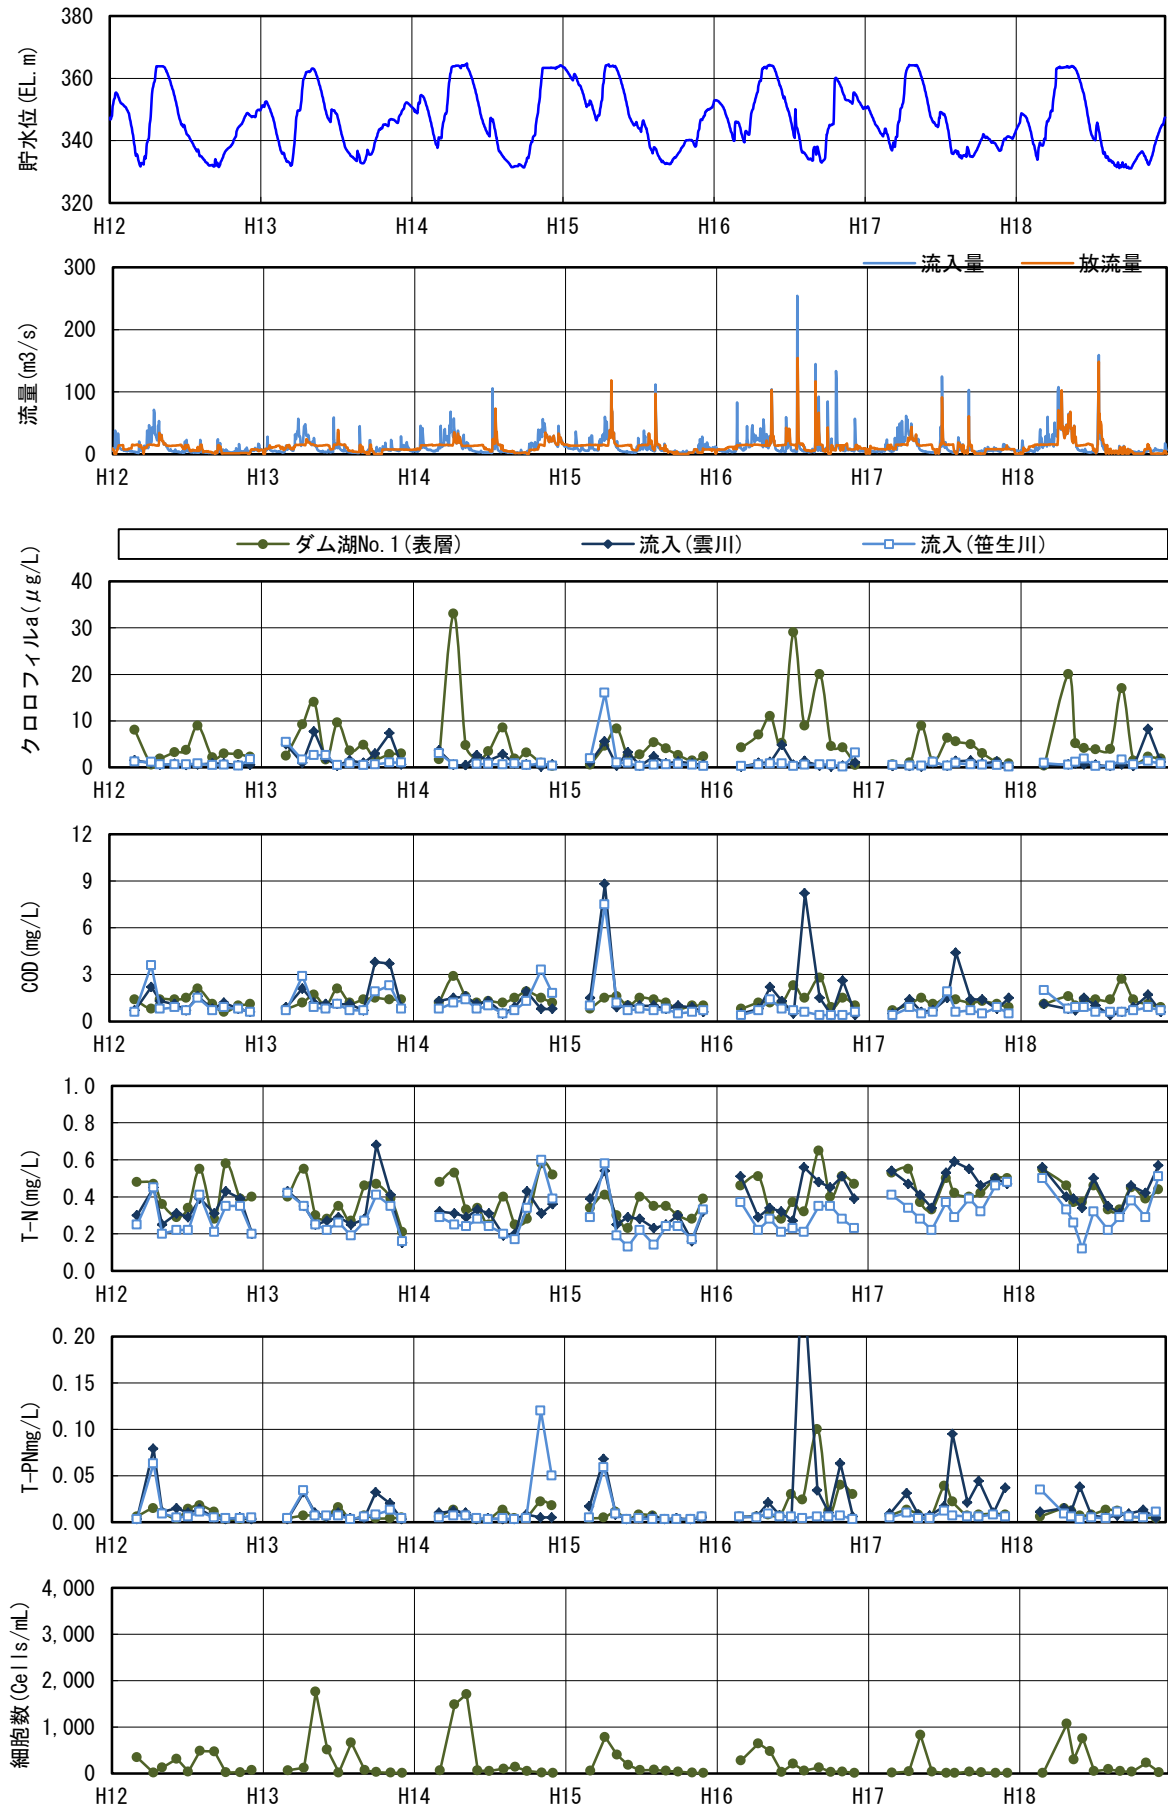 貯水位(EL.m)
380
360
340
320
H12 H13 H14 H15 H16 H17 H18
流入量 放流量
流量(m3/s)
300
200
100
0
H12 H13 H14 H15 H16 H17 H18
ダム湖No.1(表層) 流入(雲川) 流入(笹生川)
クロロフィルa(μg/L)
40
30
20
10
0
H12 H13 H14 H15 H16 H17 H18
COD(mg/L)
12
9
6
3
0
H12 H13 H14 H15 H16 H17 H18
T-N(mg/L)
1.0
0.8
0.6
0.4
0.2
0.0
H12 H13 H14 H15 H16 H17 H18
T-PNmg/L)
0.20
0.15
0.10
0.05
0.00
H12 H13 H14 H15 H16 H17 H18
細胞数(Cells/mL)
4,000
3,000
2,000
1,000
0
H12 H13 H14 H15 H16 H17 H18